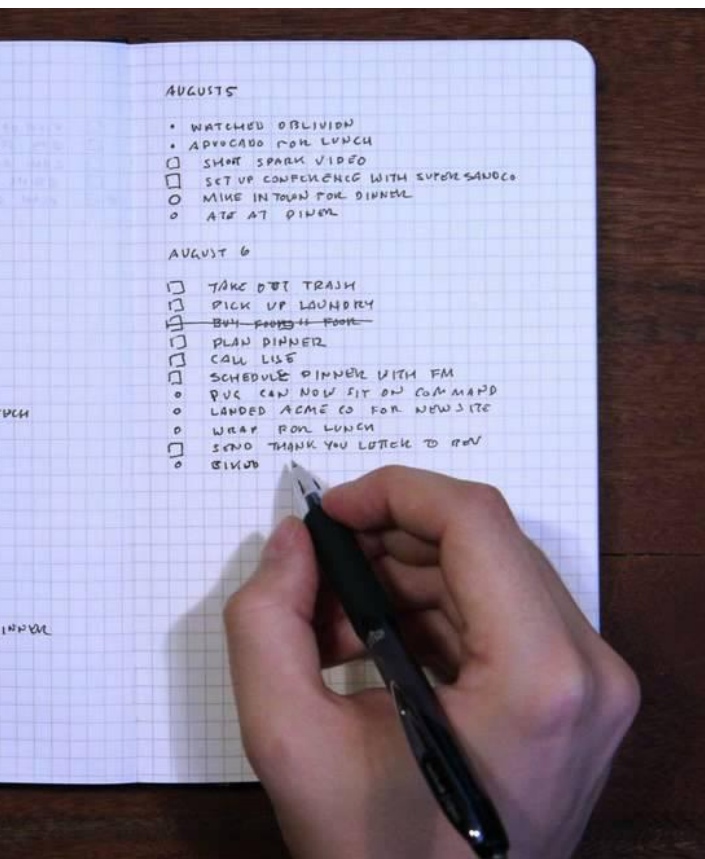 AUGUST 5
• WATCHED OBLIVION
• ADVOCADO FOR LUNCH
□ SHOOT SPARK VIDEO
□ SET UP CONFERENCE WITH SUPERSANDCO
○ MIKE IN TOWN FOR DINNER
○ ATE AT DINER
AUGUST 6
□ TAKE OUT TRASH
□ PICK UP LAUNDRY
□ BUY
□ PLAN DINNER
□ CALL LISE
□ SCHEDULE DINNER WITH FM
○ PUG CAN NOW SIT ON COMMAND
○ LANDED ACME CO FOR NEW SITE
○ WRAP FOR LUNCH
□ SEND THANK YOU LETTER TO
○ BIKED